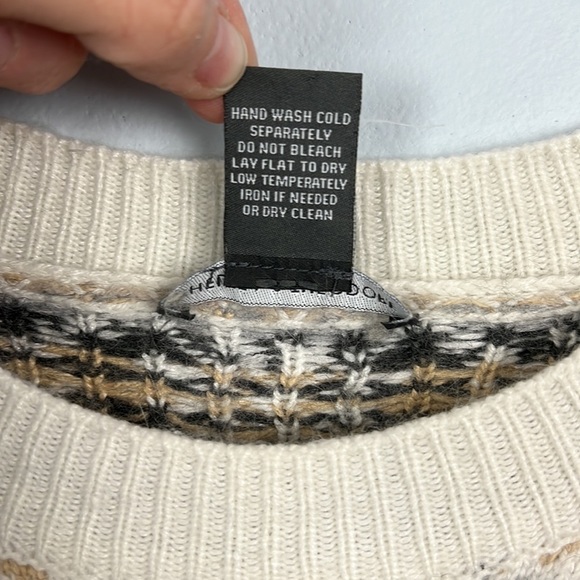 HAND WASH COLD
SEPARATELY
DO NOT BLEACH
LAY FLAT TO DRY
LOW TEMPERATELY
IRON IF NEEDED
OR DRY CLEAN